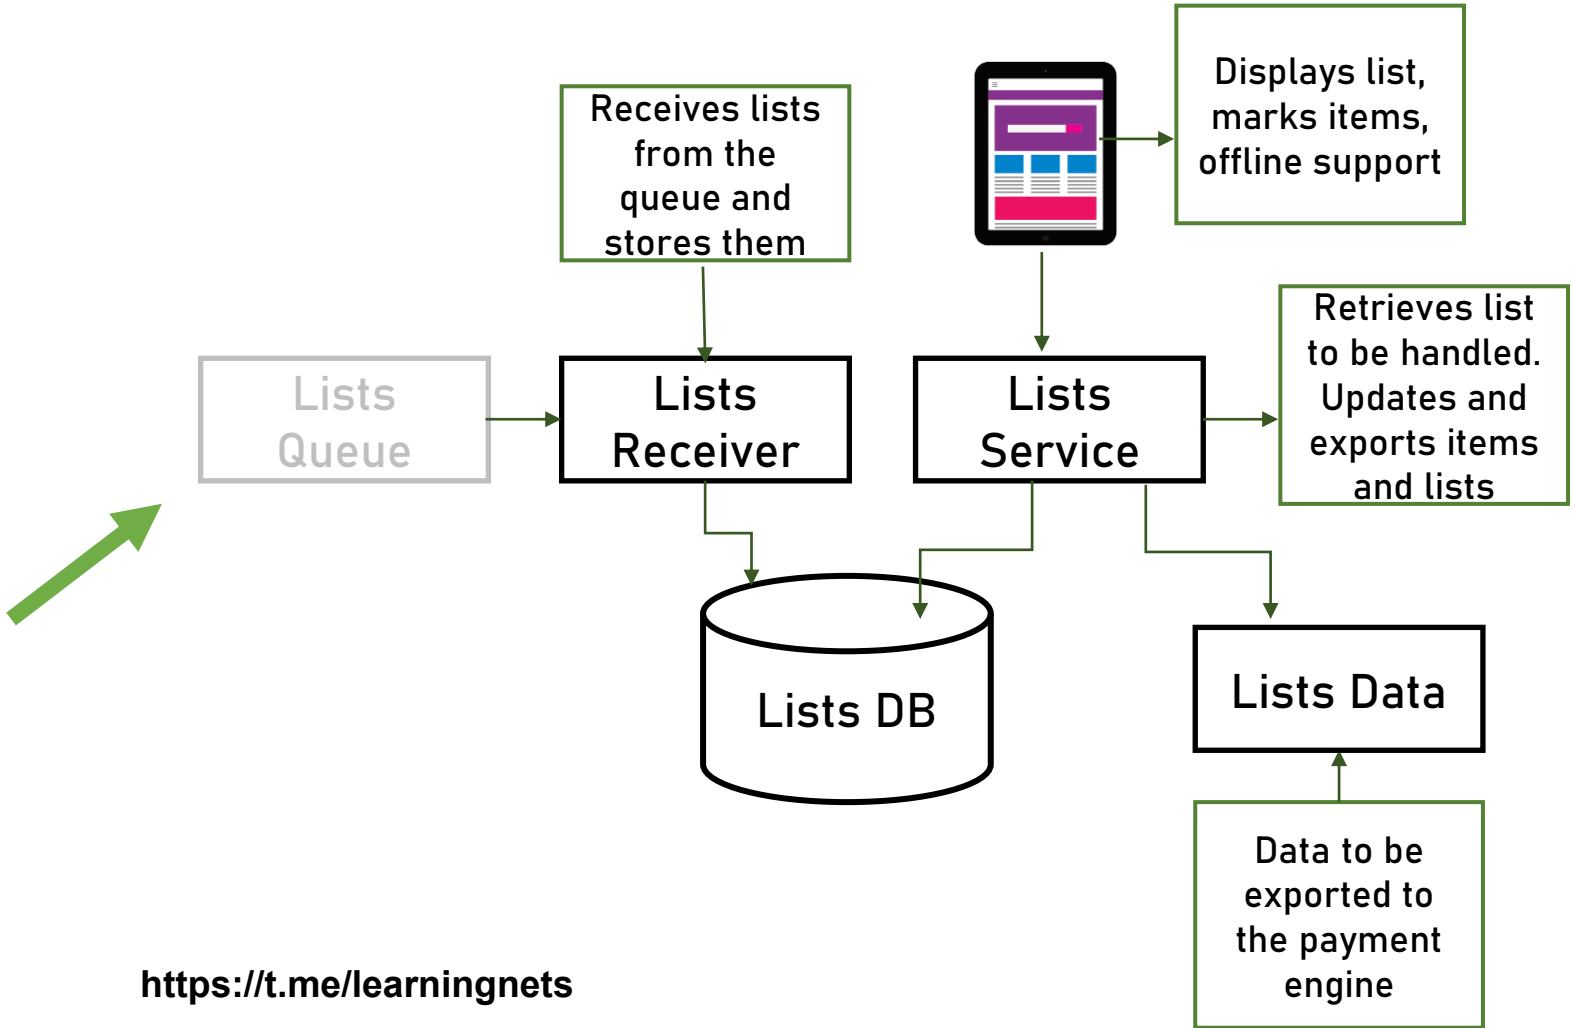 Displays list,
marks items,
offline support
Receives lists
from the
queue and
stores them
Retrieves list
to be handled.
Updates and
exports items
and lists
Lists
Queue
Lists
Receiver
Lists
Service
Lists DB
Lists Data
Data to be
exported to
the payment
engine
https://t.me/learningnets